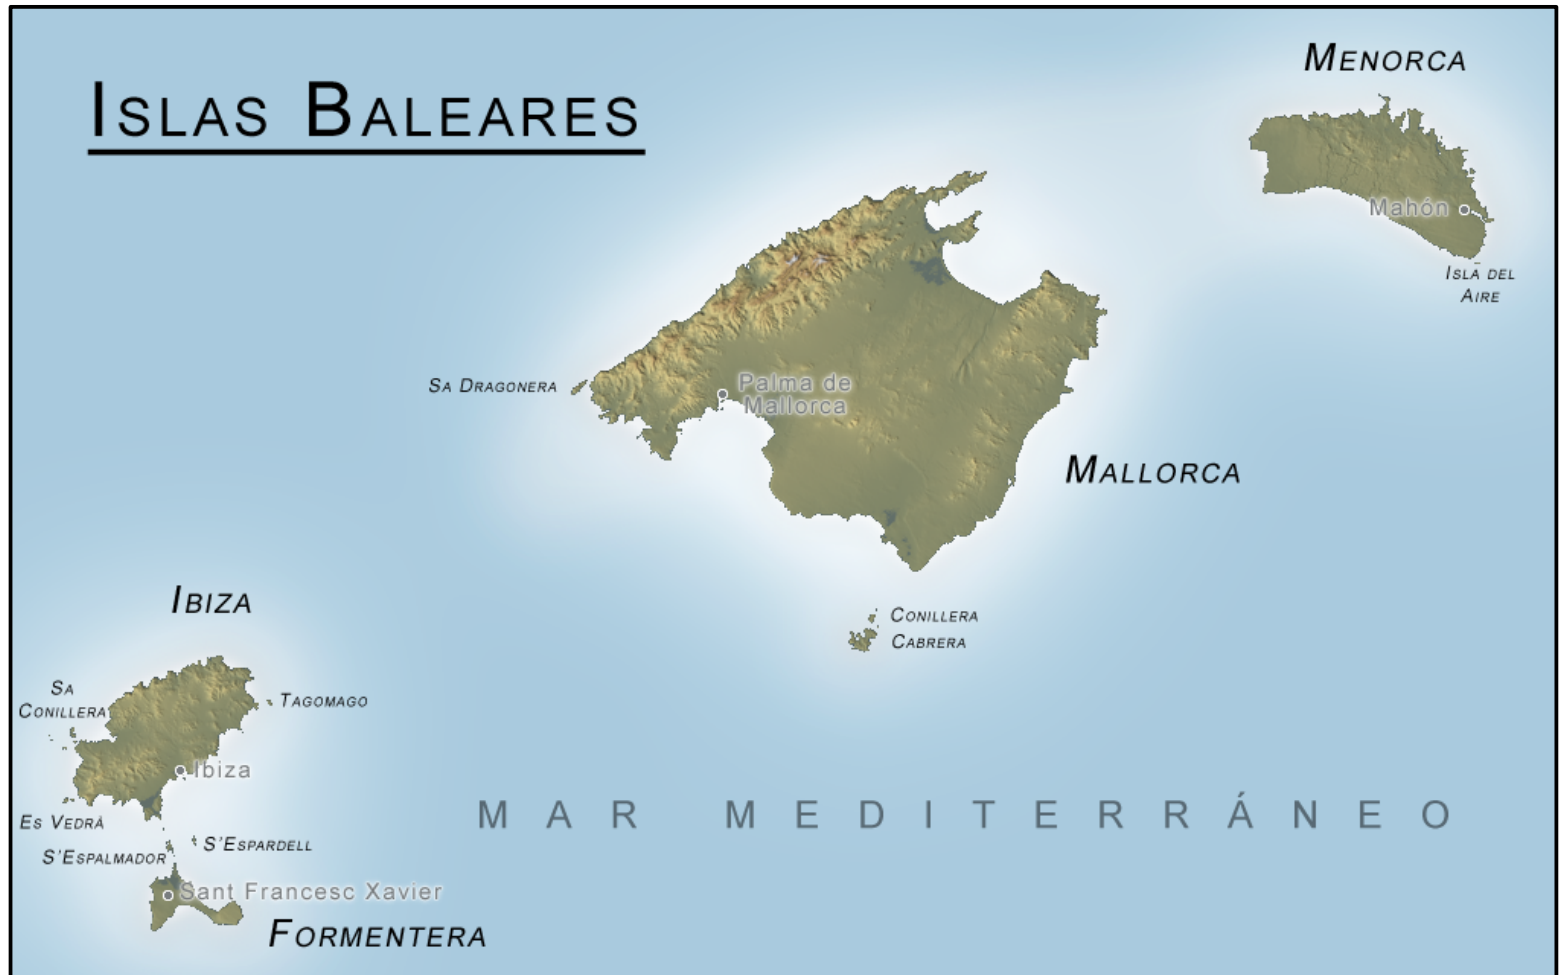 MENORCA
ISLAS BALEARES
Mahón
ISLA DEL
AIRE
SA DRAGONERA
Palma de
Mallorca
MALLORCA
IBIZA
CONILLERA
CABRERA
SA
CONILLERA
TAGOMAGO
Ibiza
ES VEDRÀ
MAR MEDITERRÁNEO
S'ESPARDELL
S'ESPALMADOR
Sant Francesc Xavier
FORMENTERA